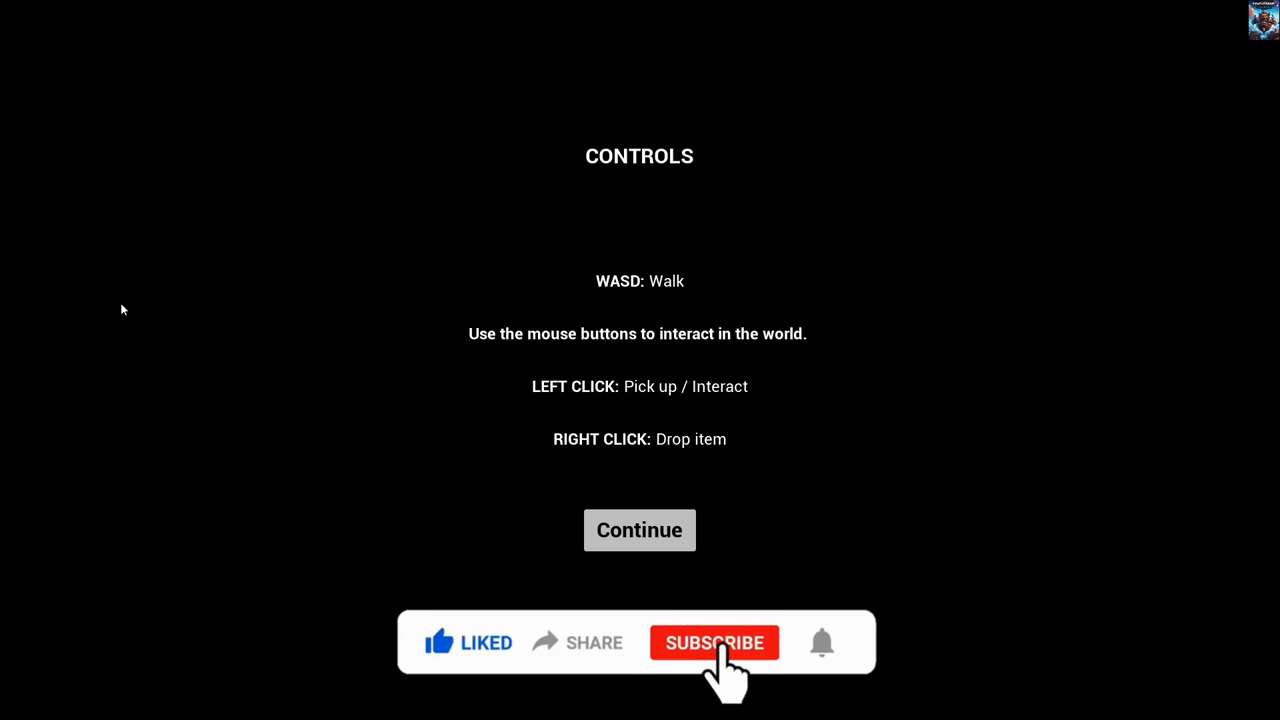 CONTROLS
WASD: Walk
Use the mouse buttons to interact in the world.
LEFT CLICK: Pick up / Interact
RIGHT CLICK: Drop item
Continue
LIKED SHARE SUBSCRIBE